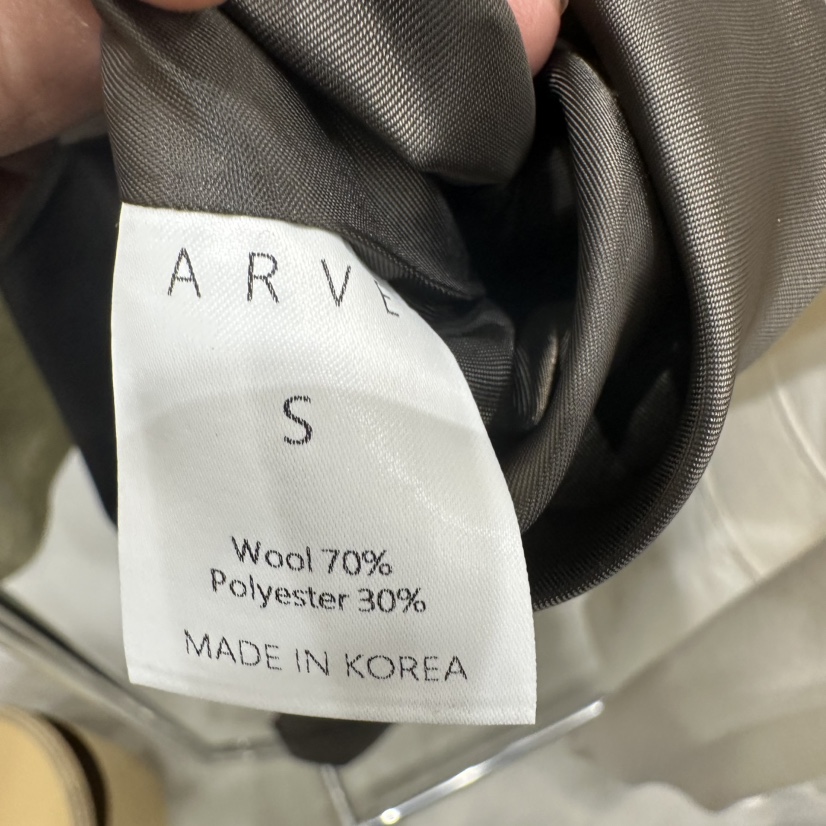 ARVE
S
Wool 70%
Polyester 30%
MADE IN KOREA